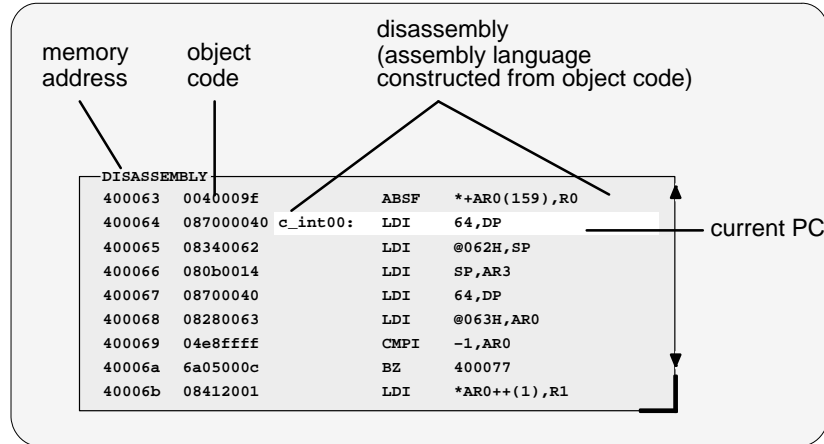 memory
address
object
code
disassembly
(assembly language
constructed from object code)
DISASSEMBLY
400063 0040009f ABSF *+AR0(159),R0
400064 087000040 c_int00: LDI 64,DP
400065 08340062 LDI @062H,SP
400066 080b0014 LDI SP,AR3
400067 08700040 LDI 64,DP
400068 08280063 LDI @063H,AR0
400069 04e8ffff CMPI −1,AR0
40006a 6a05000c BZ 400077
40006b 08412001 LDI *AR0++(1),R1
current PC